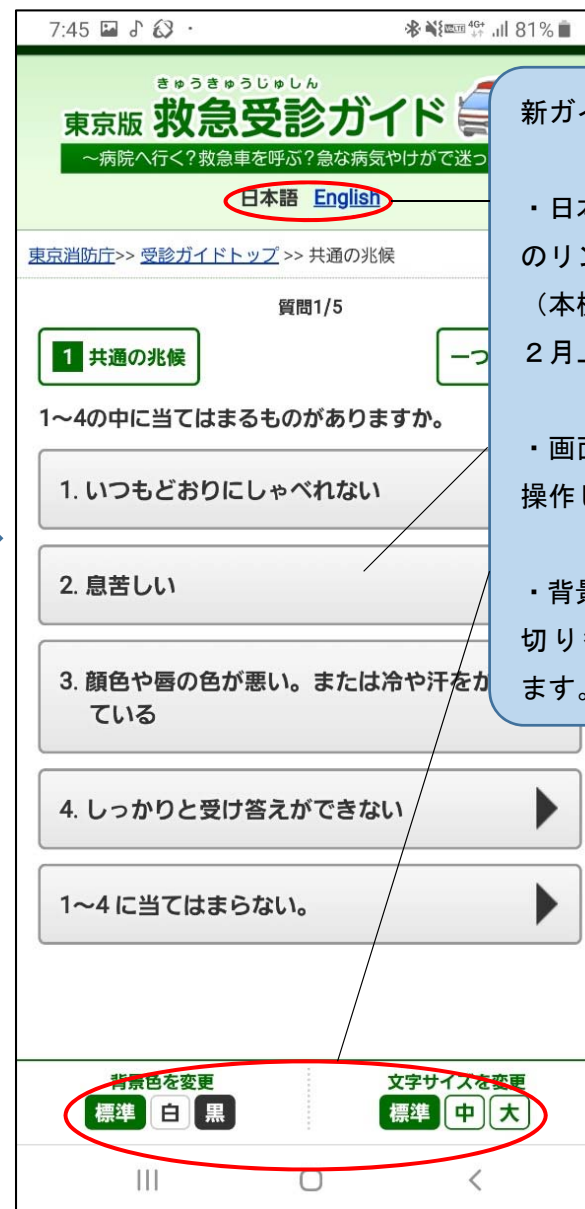 7:45
4G+
81%
きゅうきゅうじゅしん
東京版 救急受診ガイド
~病院へ行く?救急車を呼ぶ?急な病気やけがで迷っ
日本語 English
東京消防庁>> 受診ガイドトップ >> 共通の兆候
質問1/5
1 共通の兆候
一つ
1~4の中に当てはまるものがありますか。
1. いつもどおりにしゃべれない
2. 息苦しい
3. 顔色や唇の色が悪い。または冷や汗をか
ている
4. しっかりと受け答えができない
1~4 に当てはまらない。
背景色を変更
標準 白 黒
文字サイズを変更
標準 中 大
新ガイ
・日本
のリン
(本機
2月上
・画面
操作し
・背景
切りを
ます。